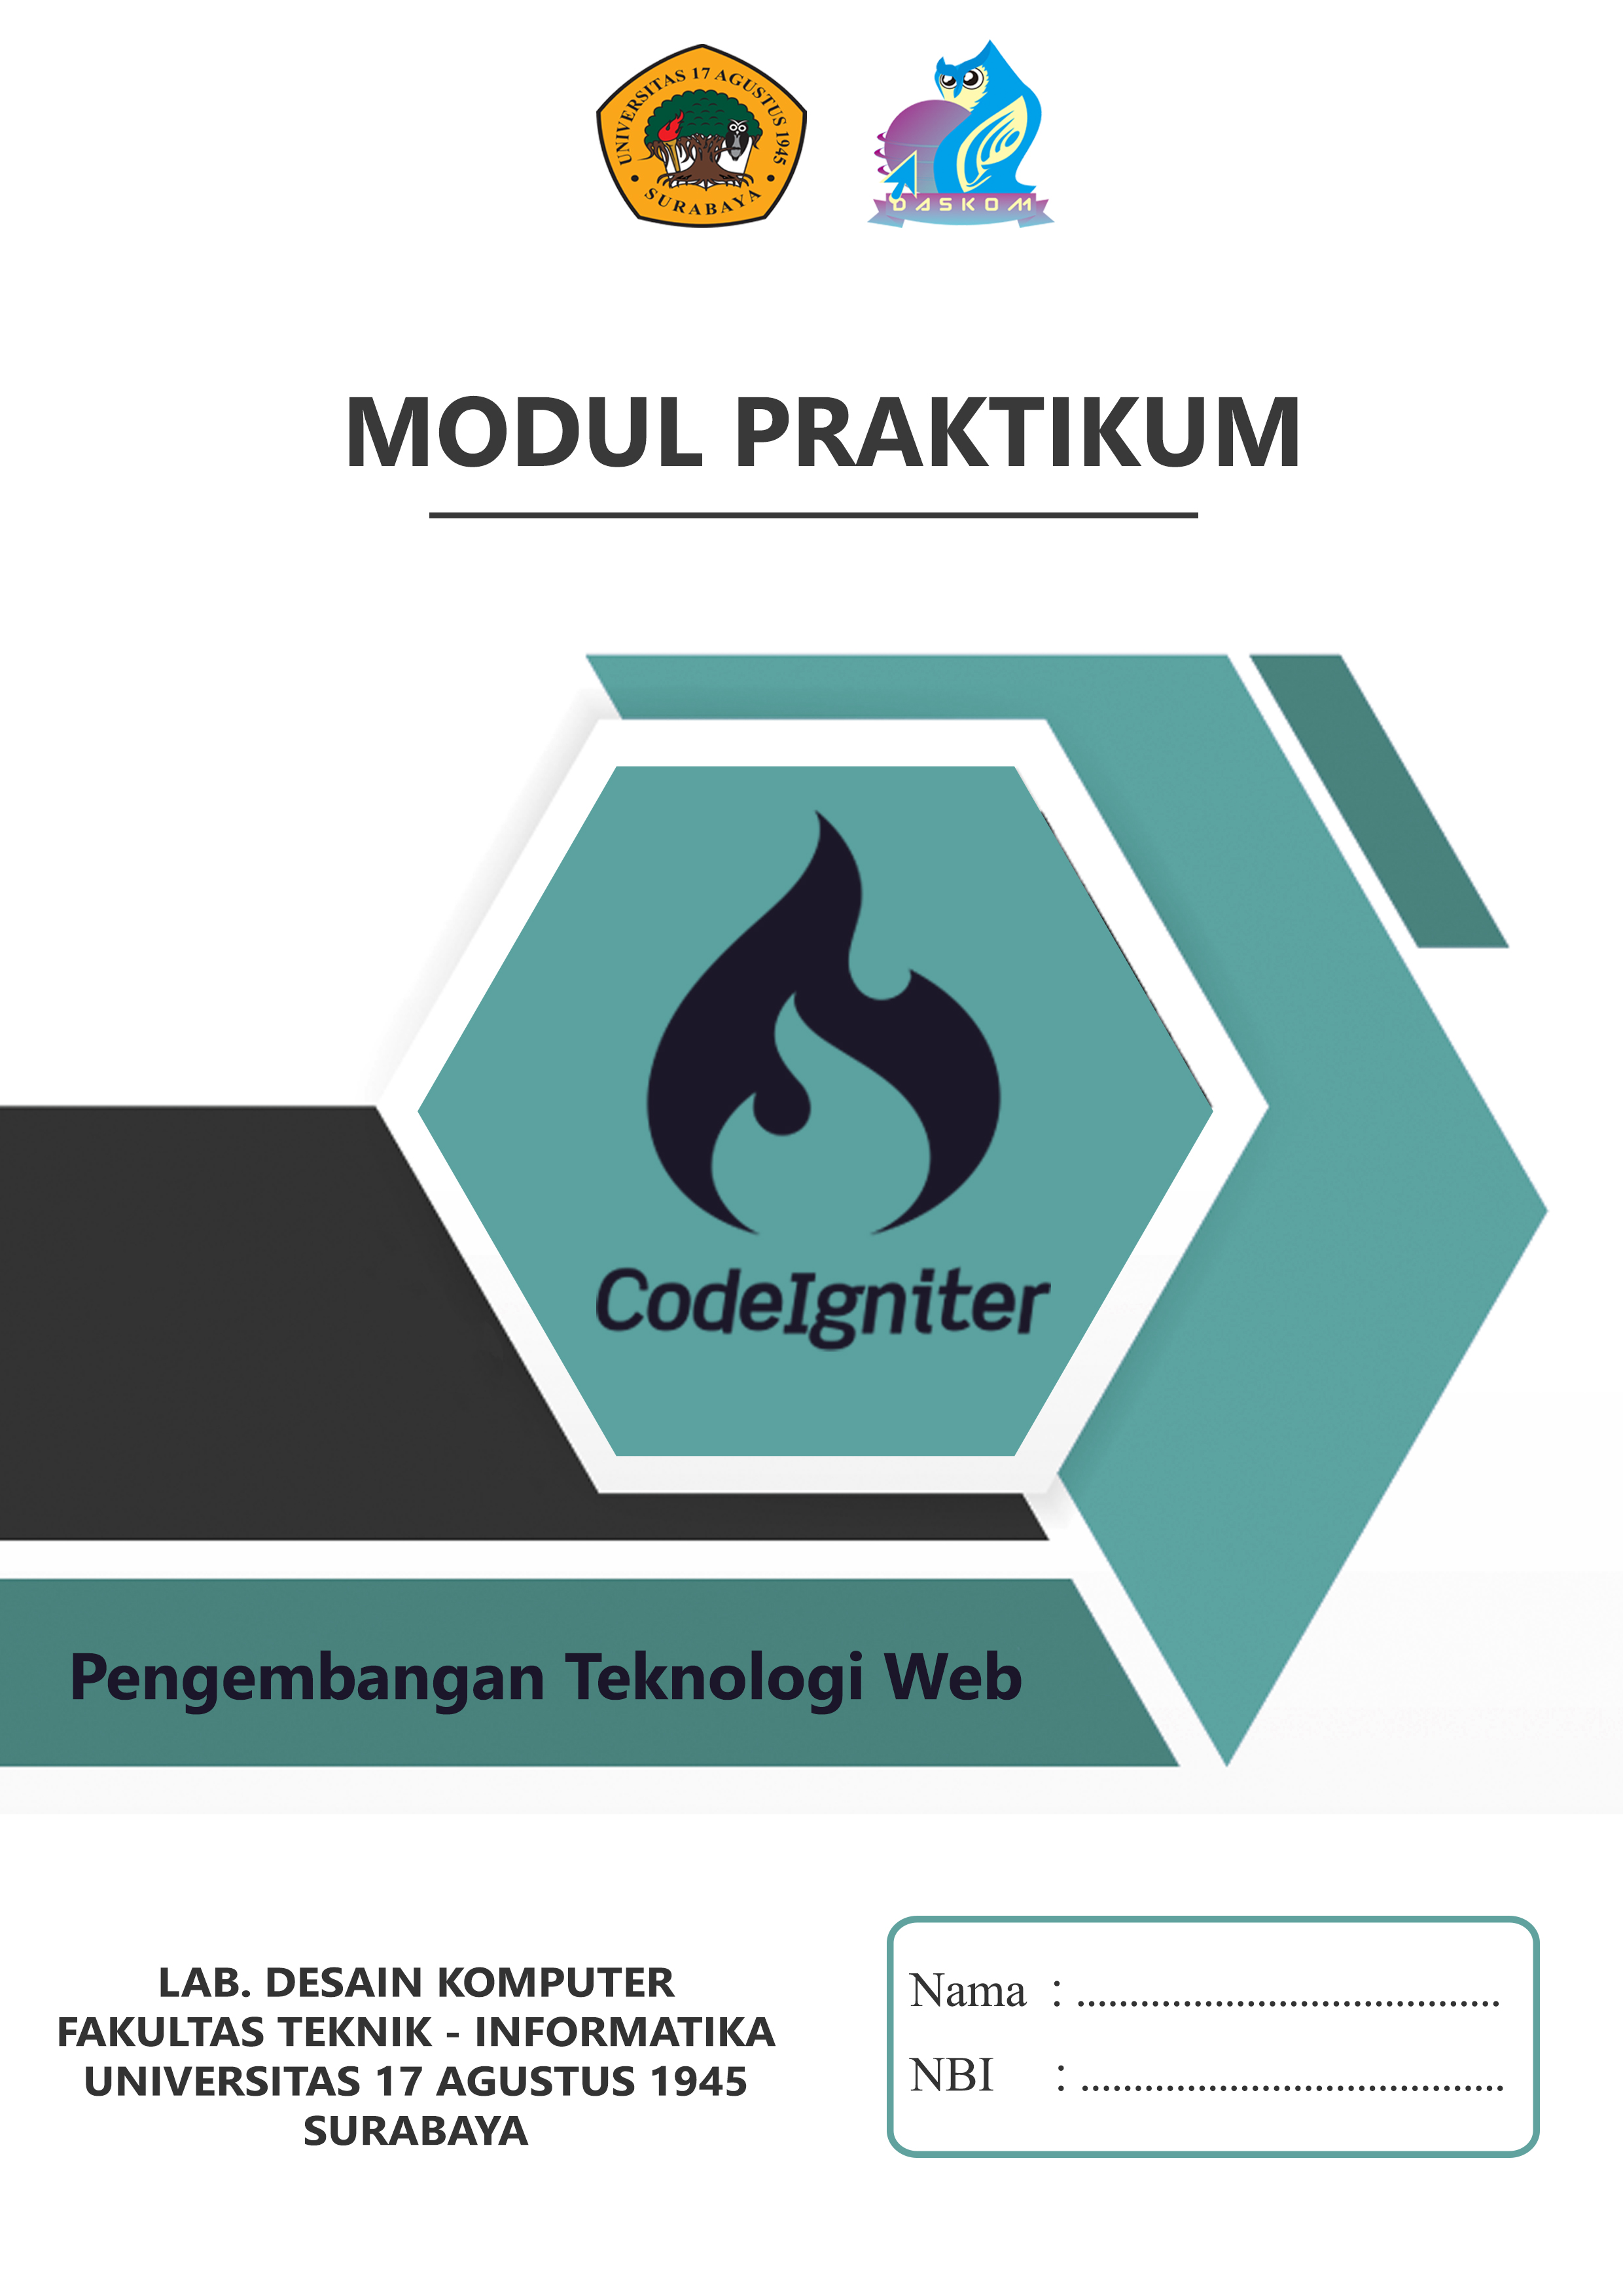 UNIVERSITAS 17 AGUSTUS 1945
SURABAYA
DASKOM
MODUL PRAKTIKUM
CodeIgniter
Pengembangan Teknologi Web
LAB. DESAIN KOMPUTER
FAKULTAS TEKNIK - INFORMATIKA
UNIVERSITAS 17 AGUSTUS 1945
SURABAYA
Nama : ........................................
NBI : ........................................